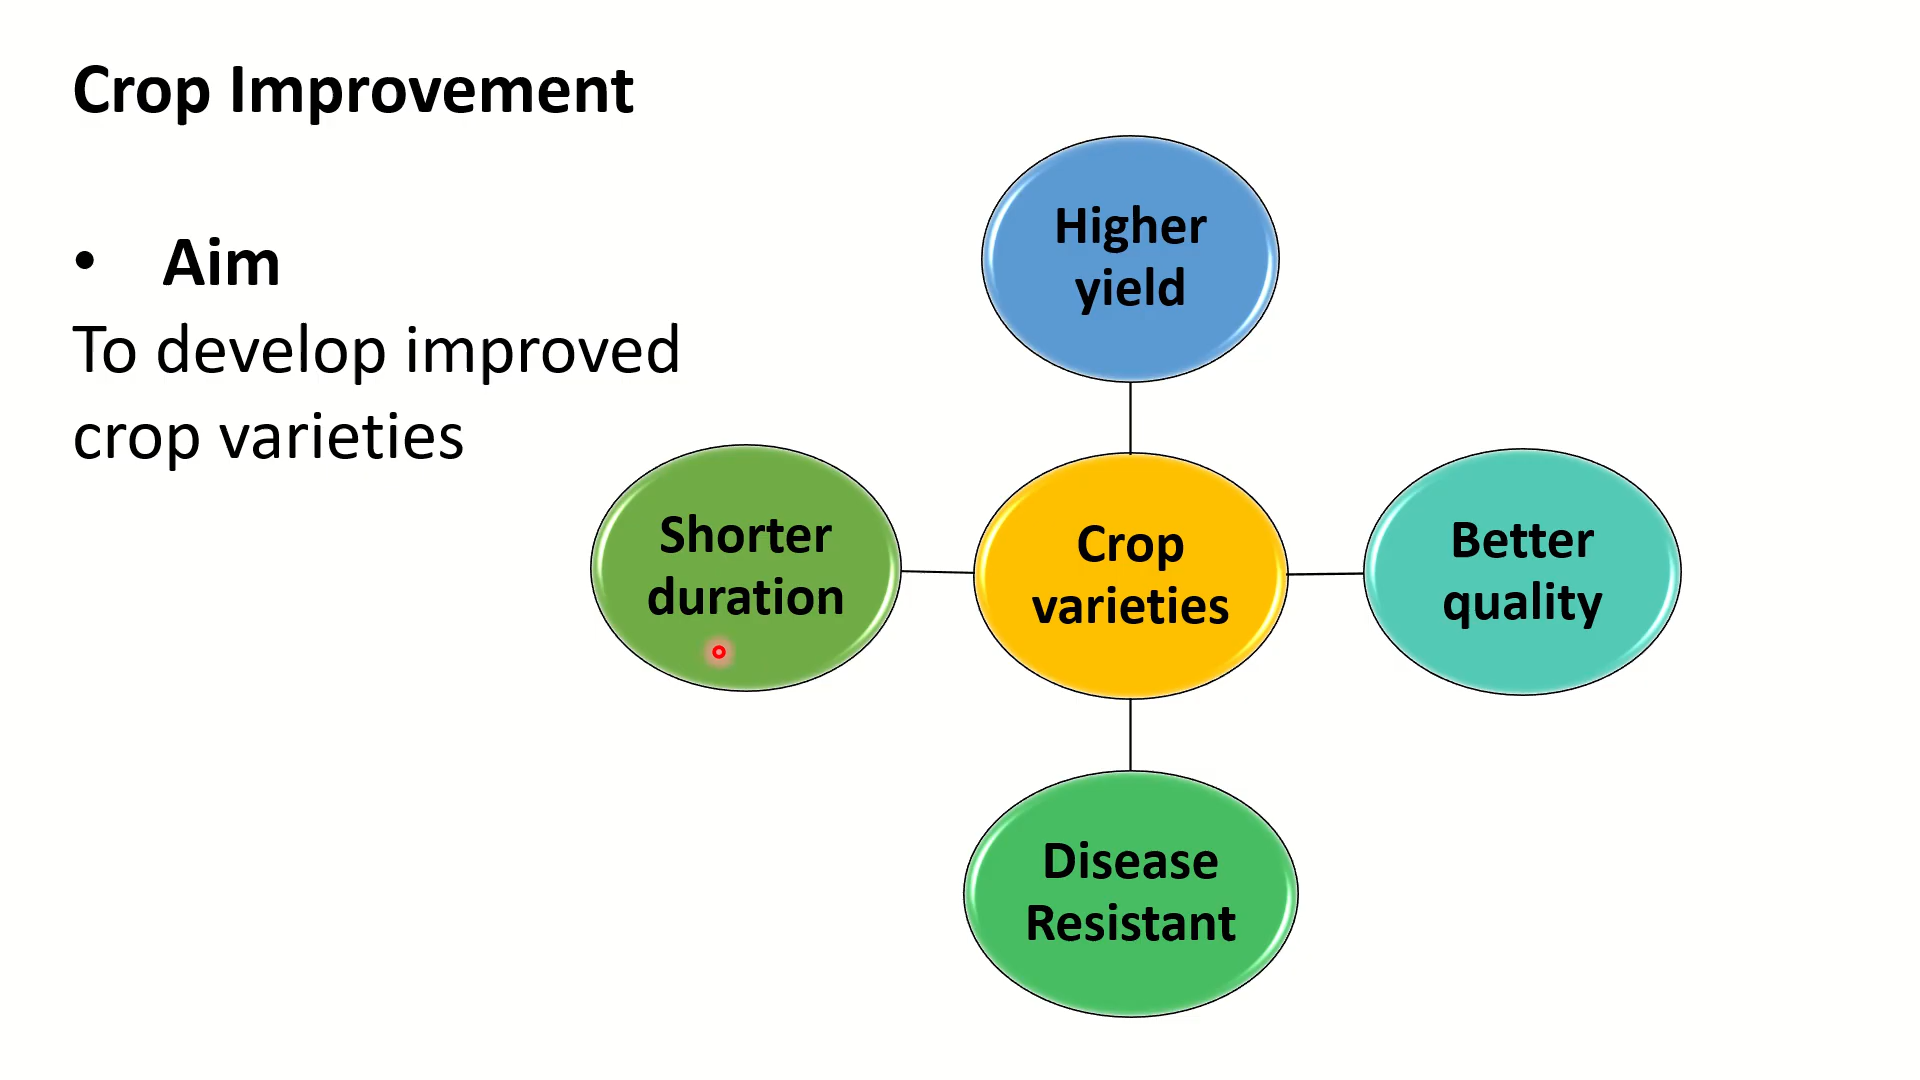 Crop Improvement
• Aim
To develop improved
crop varieties
Higher
yield
Shorter
duration
Crop
varieties
Better
quality
Disease
Resistant